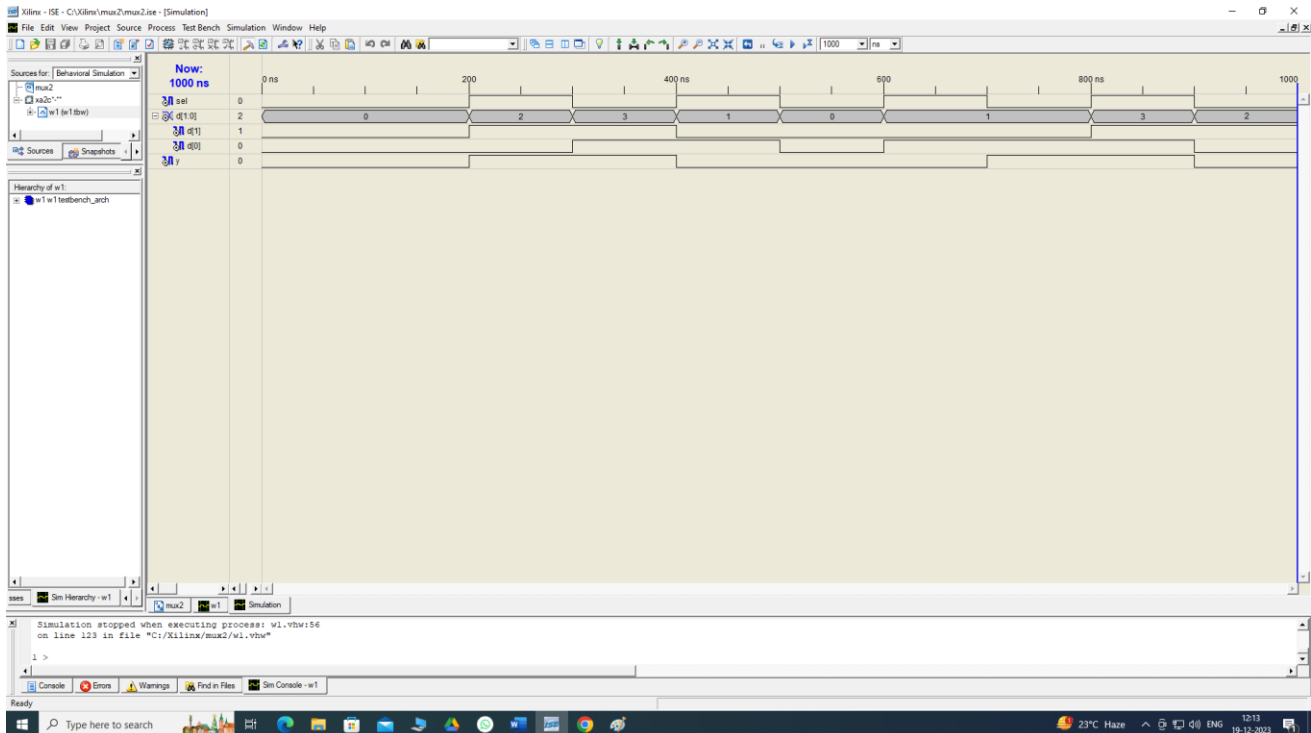 Xilinx - ISE - C:\Xilinx\mux2\mux2.ise - [Simulation]
File Edit View Project Source Process Test Bench Simulation Window Help
1000 ns
Sources for: Behavioral Simulation
mux2
xa2c*-**
w1 (w1.tbw)
Sources Snapshots
Hierarchy of w1:
w1 w1 testbench_arch
sses Sim Hierarchy - w1
Now:
1000 ns
0 ns 200 400 ns 600 800 ns 1000
sel 0
d[1:0] 2 0 2 3 1 0 1 3 2
d[1] 1
d[0] 0
y 0
mux2 w1 Simulation
Simulation stopped when executing process: w1.vhw:56
on line 123 in file "C:/Xilinx/mux2/w1.vhw"
1 >
Console Errors Warnings Find in Files Sim Console - w1
Ready
Type here to search
W
ISE
23°C Haze
ENG
12:13
19-12-2023